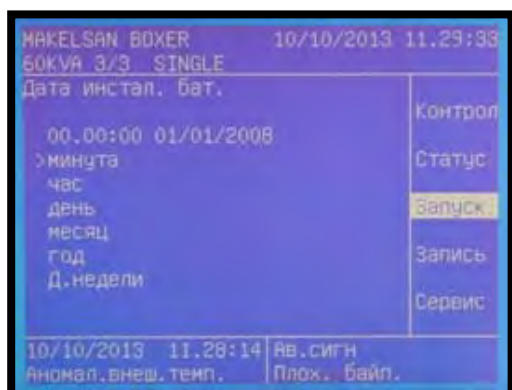 MAKELSAN BOXER 10/10/2013 11.29:33
60KVA 3/3 SINGLE
Дата инстал. бат.
00.00:00 01/01/2008
>минута
час
день
месяц
год
Д.недели
Контрол
Статус
Запуск
Запись
Сервис
10/10/2013 11.28:14 Ав.сигн
Аномал.внеш.темп. Плох. байп.